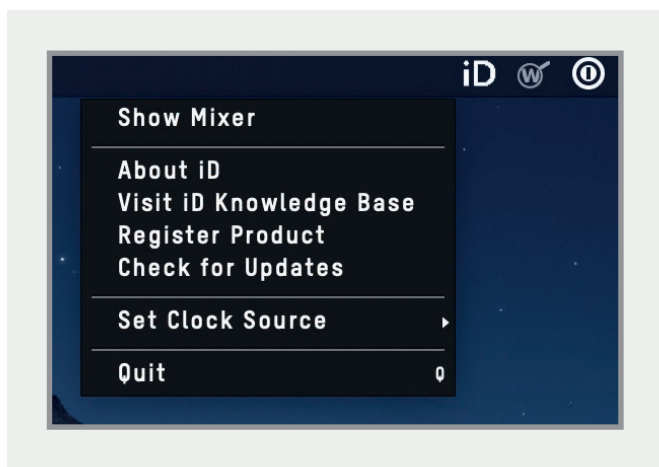 iD W
Show Mixer
About iD
Visit iD Knowledge Base
Register Product
Check for Updates
Set Clock Source
Quit Q